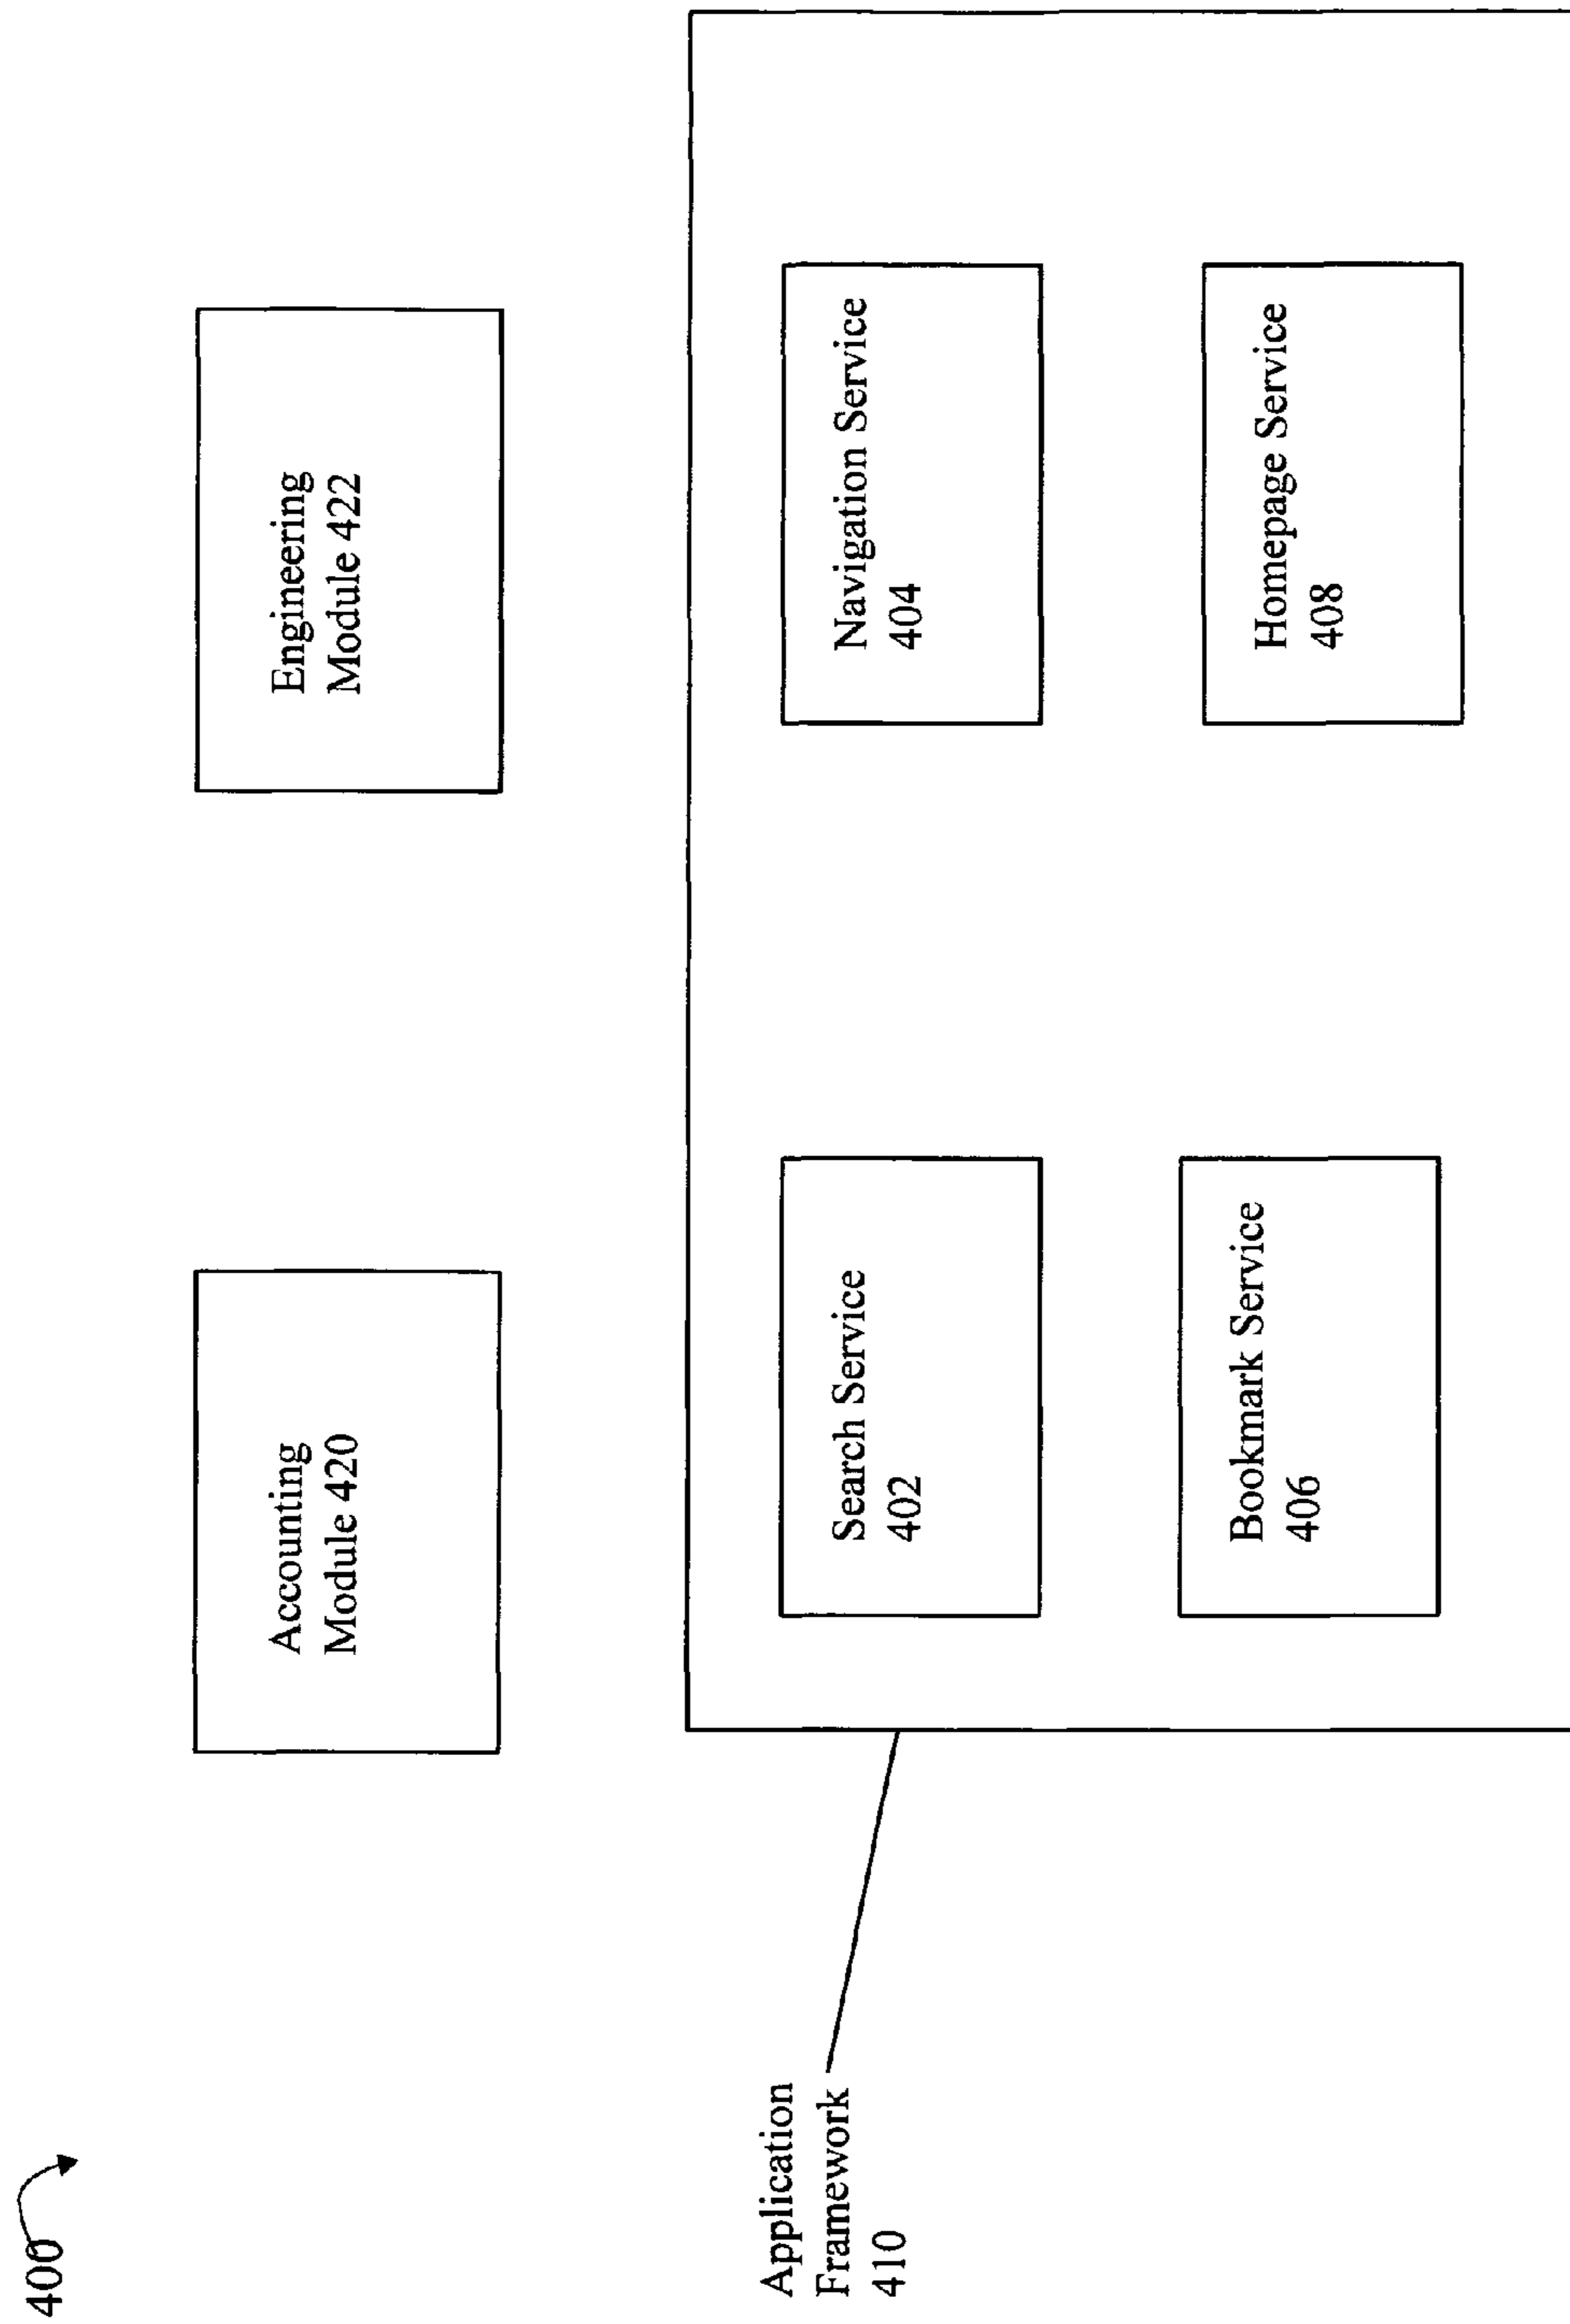 400
Accounting
Module 420
Engineering
Module 422
Application
Framework
410
Search Service
402
Navigation Service
404
Bookmark Service
406
Homepage Service
408